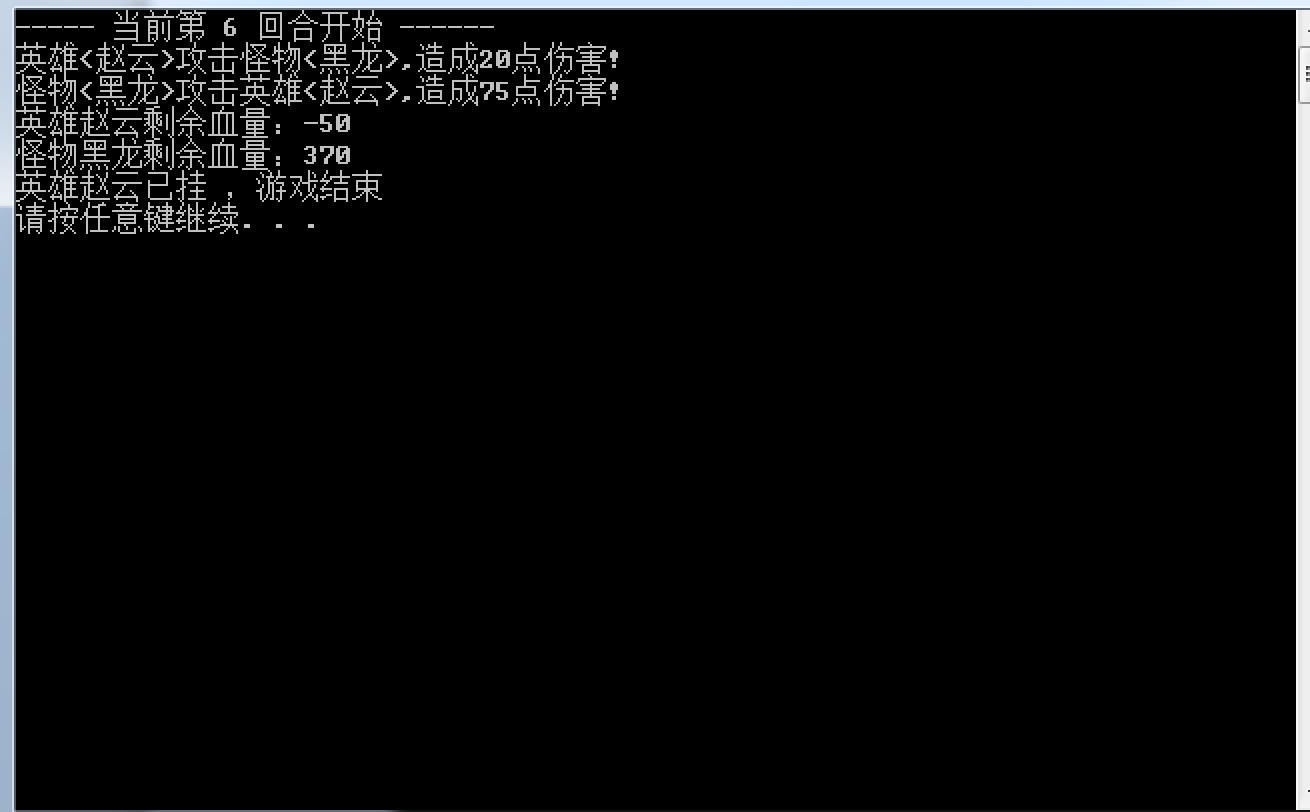 ----- 当前第 6 回合开始 ------
英雄<赵云>攻击怪物<黑龙>,造成20点伤害!
怪物<黑龙>攻击英雄<赵云>,造成75点伤害!
英雄赵云剩余血量：-50
怪物黑龙剩余血量：370
英雄赵云已挂 ， 游戏结束
请按任意键继续. . .